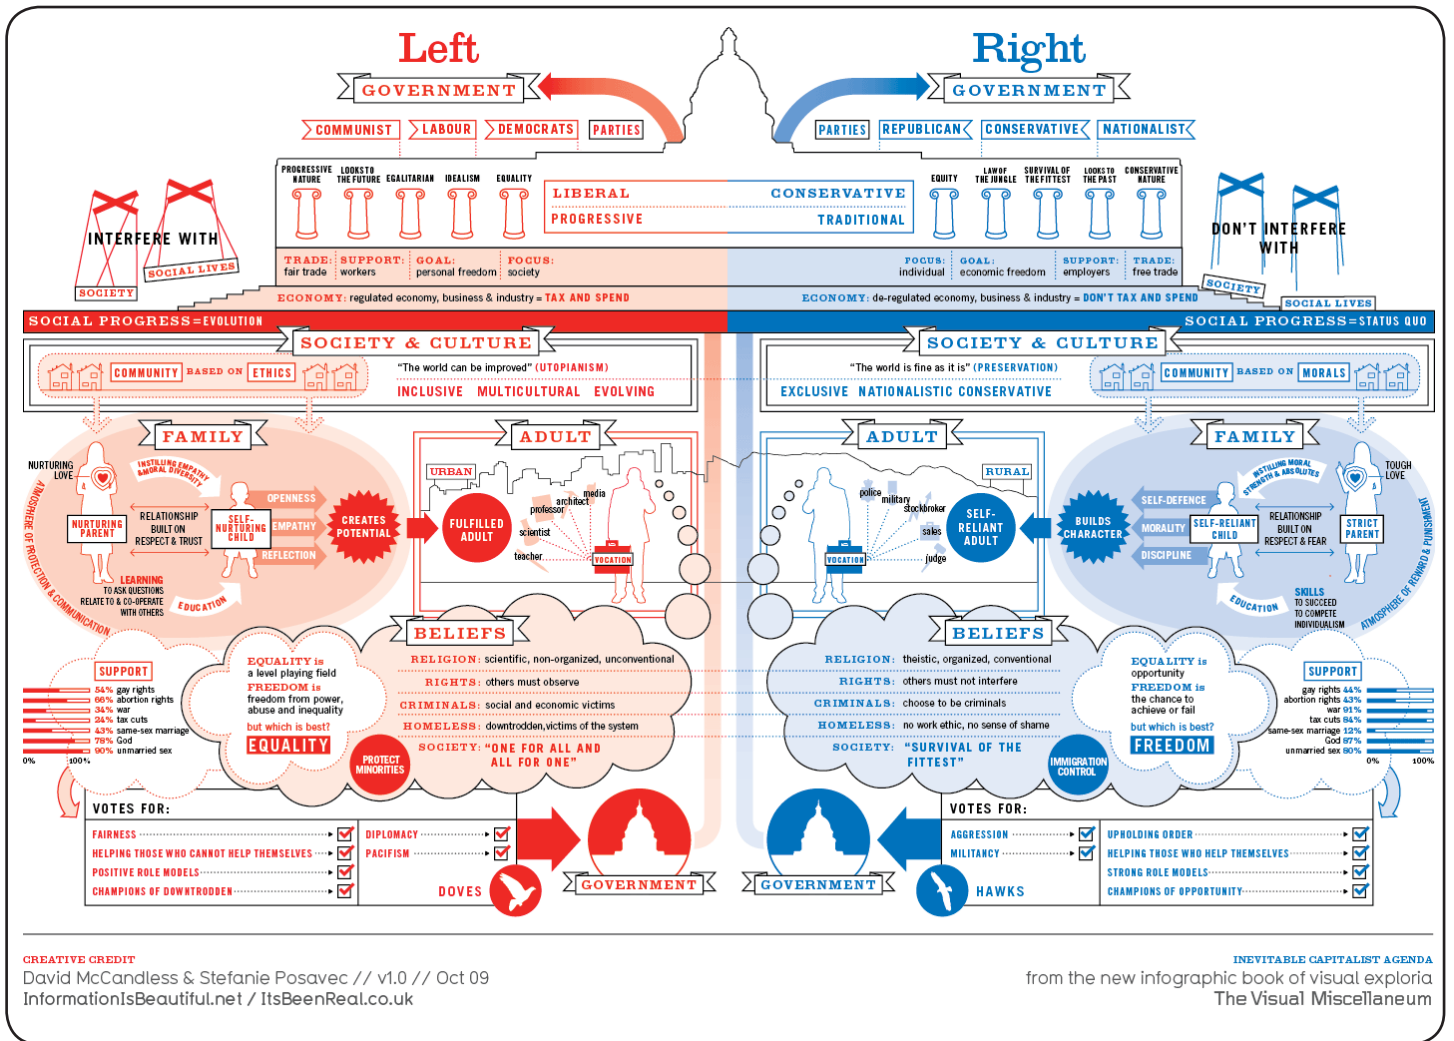 Left
GOVERNMENT
COMMUNIST
LABOUR
DEMOCRATS
PARTIES
PROGRESSIVE
NATURE
LOOKS TO
THE FUTURE
EGALITARIAN
IDEALISM
EQUALITY
LIBERAL
PROGRESSIVE
INTERFERE WITH
SOCIETY
SOCIAL LIVES
TRADE:
fair trade
SUPPORT:
workers
GOAL:
personal freedom
FOCUS:
society
ECONOMY: regulated economy, business & industry = TAX AND SPEND
SOCIAL PROGRESS=EVOLUTION
Right
GOVERNMENT
PARTIES
REPUBLICAN
CONSERVATIVE
NATIONALIST
EQUITY
LAW OF
THE JUNGLE
SURVIVAL OF
THE FITTEST
LOOKS TO
THE PAST
CONSERVATIVE
NATURE
CONSERVATIVE
TRADITIONAL
DON'T INTERFERE
WITH
SOCIETY
SOCIAL LIVES
FOCUS:
individual
GOAL:
economic freedom
SUPPORT:
employers
TRADE:
free trade
ECONOMY: de-regulated economy, business & industry = DON'T TAX AND SPEND
SOCIAL PROGRESS=STATUS QUO
SOCIETY & CULTURE
COMMUNITY BASED ON ETHICS
"The world can be improved" (UTOPIANISM)
INCLUSIVE MULTICULTURAL EVOLVING
SOCIETY & CULTURE
"The world is fine as it is" (PRESERVATION)
EXCLUSIVE NATIONALISTIC CONSERVATIVE
COMMUNITY BASED ON MORALS
FAMILY
NURTURING
LOVE
INSTILLING EMPATHY
& MORAL DIVERSITY
NURTURING
PARENT
RELATIONSHIP
BUILT ON
RESPECT & TRUST
SELF-
NURTURING
CHILD
OPENNESS
EMPATHY
REFLECTION
CREATES
POTENTIAL
LEARNING
TO ASK QUESTIONS
RELATE TO & CO-OPERATE
WITH OTHERS
EDUCATION
ATMOSPHERE OF PROTECTION & COMMUNICATION
ADULT
URBAN
FULFILLED
ADULT
media
architect
professor
scientist
teacher
VOCATION
ADULT
RURAL
police
military
stockbroker
sales
judge
VOCATION
SELF-
RELIANT
ADULT
FAMILY
BUILDS
CHARACTER
SELF-DEFENCE
MORALITY
DISCIPLINE
INSTILLING MORAL
STRENGTH & ABSOLUTES
TOUGH
LOVE
SELF-RELIANT
CHILD
RELATIONSHIP
BUILT ON
RESPECT & FEAR
STRICT
PARENT
EDUCATION
SKILLS
TO SUCCEED
TO COMPETE
INDIVIDUALISM
ATMOSPHERE OF REWARD & PUNISHMENT
SUPPORT
54% gay rights
66% abortion rights
34% war
24% tax cuts
43% same-sex marriage
78% God
90% unmarried sex
0% 100%
EQUALITY is
a level playing field
FREEDOM is
freedom from power,
abuse and inequality
but which is best?
EQUALITY
BELIEFS
RELIGION: scientific, non-organized, unconventional
RIGHTS: others must observe
CRIMINALS: social and economic victims
HOMELESS: downtrodden,victims of the system
SOCIETY: "ONE FOR ALL AND
ALL FOR ONE"
PROTECT
MINORITIES
BELIEFS
RELIGION: theistic, organized, conventional
RIGHTS: others must not interfere
CRIMINALS: choose to be criminals
HOMELESS: no work ethic, no sense of shame
SOCIETY: "SURVIVAL OF THE
FITTEST"
IMMIGRATION
CONTROL
EQUALITY is
opportunity
FREEDOM is
the chance to
achieve or fail
but which is best?
FREEDOM
SUPPORT
gay rights 44%
abortion rights 43%
war 91%
tax cuts 84%
same-sex marriage 12%
God 87%
unmarried sex 80%
0% 100%
VOTES FOR:
FAIRNESS
HELPING THOSE WHO CANNOT HELP THEMSELVES
POSITIVE ROLE MODELS
CHAMPIONS OF DOWNTRODDEN
DIPLOMACY
PACIFISM
DOVES
GOVERNMENT
GOVERNMENT
VOTES FOR:
AGGRESSION
MILITANCY
HAWKS
UPHOLDING ORDER
HELPING THOSE WHO HELP THEMSELVES
STRONG ROLE MODELS
CHAMPIONS OF OPPORTUNITY
CREATIVE CREDIT
David McCandless & Stefanie Posavec // v1.0 // Oct 09
InformationIsBeautiful.net / ItsBeenReal.co.uk
INEVITABLE CAPITALIST AGENDA
from the new infographic book of visual exploria
The Visual Miscellaneum